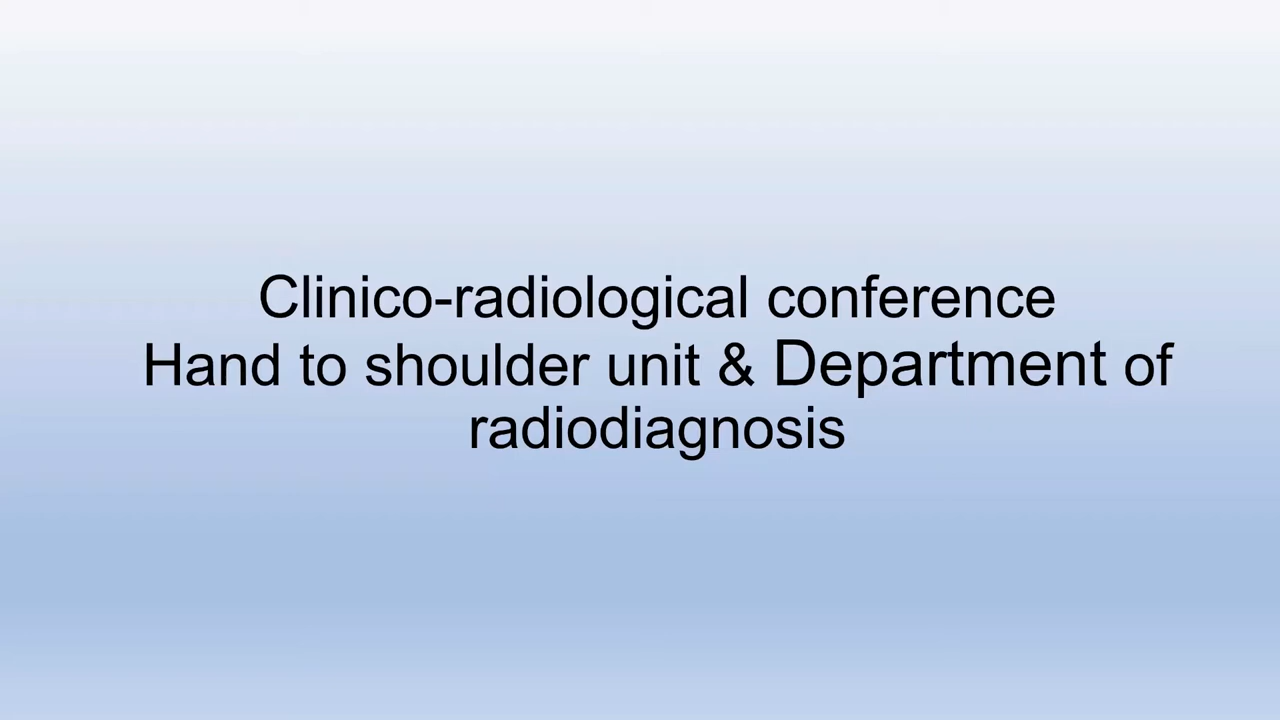 Clinico-radiological conference
Hand to shoulder unit & Department of
radiodiagnosis